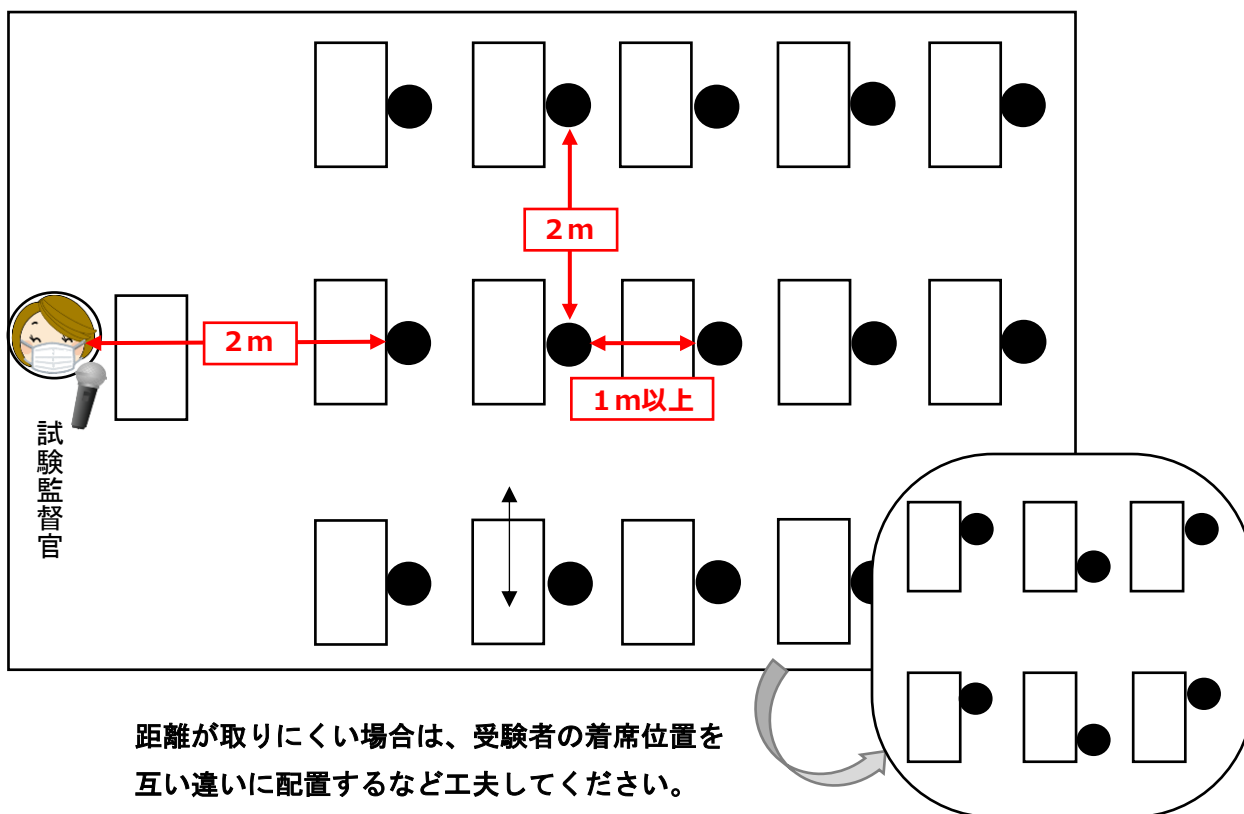 ２ｍ
２ｍ
１ｍ以上
試験監督官
距離が取りにくい場合は、受験者の着席位置を
互い違いに配置するなど工夫してください。